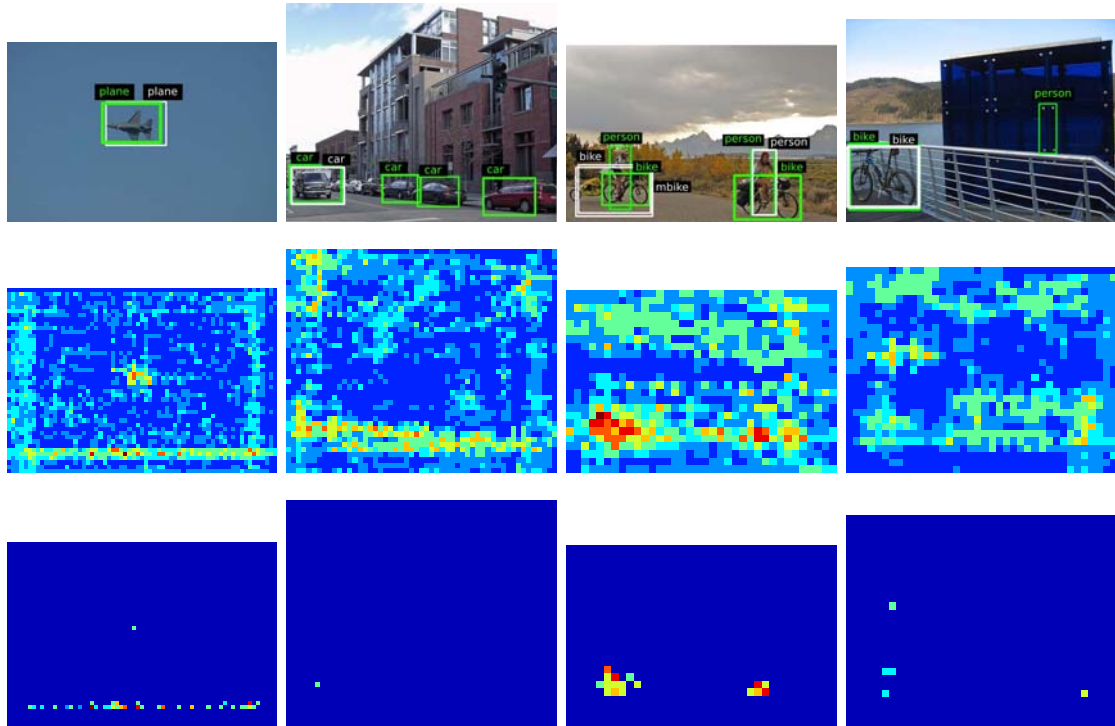 plane plane
car car
car car car
person
bike
bike
mbike
person
person
bike
person
bike bike